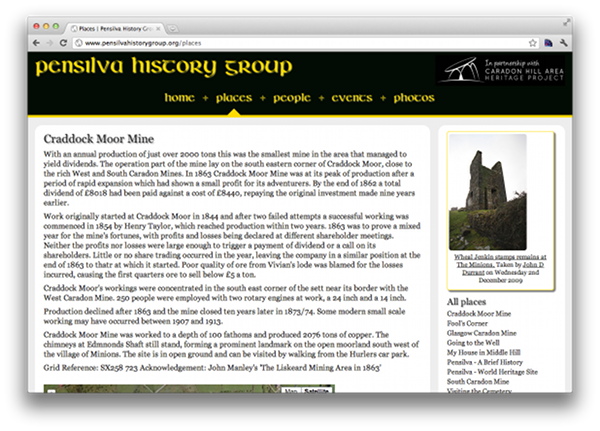 Places | Pensilva History Gro
www.pensilvahistorygroup.org/places
pensilva history group
In partnership with
CARADON HILL AREA
HERITAGE PROJECT
home + places + people + events + photos
Craddock Moor Mine
With an annual production of just over 2000 tons this was the smallest mine in the area that managed to
yield dividends. The operation part of the mine lay on the south eastern corner of Craddock Moor, close to
the rich West and South Caradon Mines. In 1863 Craddock Moor Mine was at its peak of production after a
period of rapid expansion which had shown a small profit for its adventurers. By the end of 1862 a total
dividend of £8018 had been paid against a cost of £8440, repaying the original investment made nine years
earlier.
Work originally started at Craddock Moor in 1844 and after two failed attempts a successful working was
commenced in 1854 by Henry Taylor, which reached production within two years. 1863 was to prove a mixed
year for the mine's fortunes, with profits and losses being declared at different shareholder meetings.
Neither the profits nor losses were large enough to trigger a payment of dividend or a call on its
shareholders. Little or no share trading occurred in the year, leaving the company in a similar position at the
end of 1863 to thatr at which it started. Poor quality of ore from Vivian's lode was blamed for the losses
incurred, causing the first quarters ore to sell below £5 a ton.
Craddock Moor's workings were concentrated in the south east corner of the sett near its border with the
West Caradon Mine. 250 people were employed with two rotary engines at work, a 24 inch and a 14 inch.
Production declined after 1863 and the mine closed ten years later in 1873/74. Some modern small scale
working may have occurred between 1907 and 1913.
Craddock Moor Mine was worked to a depth of 100 fathoms and produced 2076 tons of copper. The
chimneys at Edmnonds Shaft still stand, forming a prominent landmark on the open moorland south west of
the village of Minions. The site is in open ground and can be visited by walking from the Hurlers car park.
Grid Reference: SX258 723 Acknowledgement: John Manley's 'The Liskeard Mining Area in 1863'
Map Satellite
Wheal Jenkin stamps remains at
The Minions. Taken by John D
Durrant on Wednesday 2nd
December 2009
All places
Craddock Moor Mine
Fool's Corner
Glasgow Caradon Mine
Going to the Well
My House in Middle Hill
Pensilva - A Brief History
Pensilva - World Heritage Site
South Caradon Mine
Visiting the Cemetery